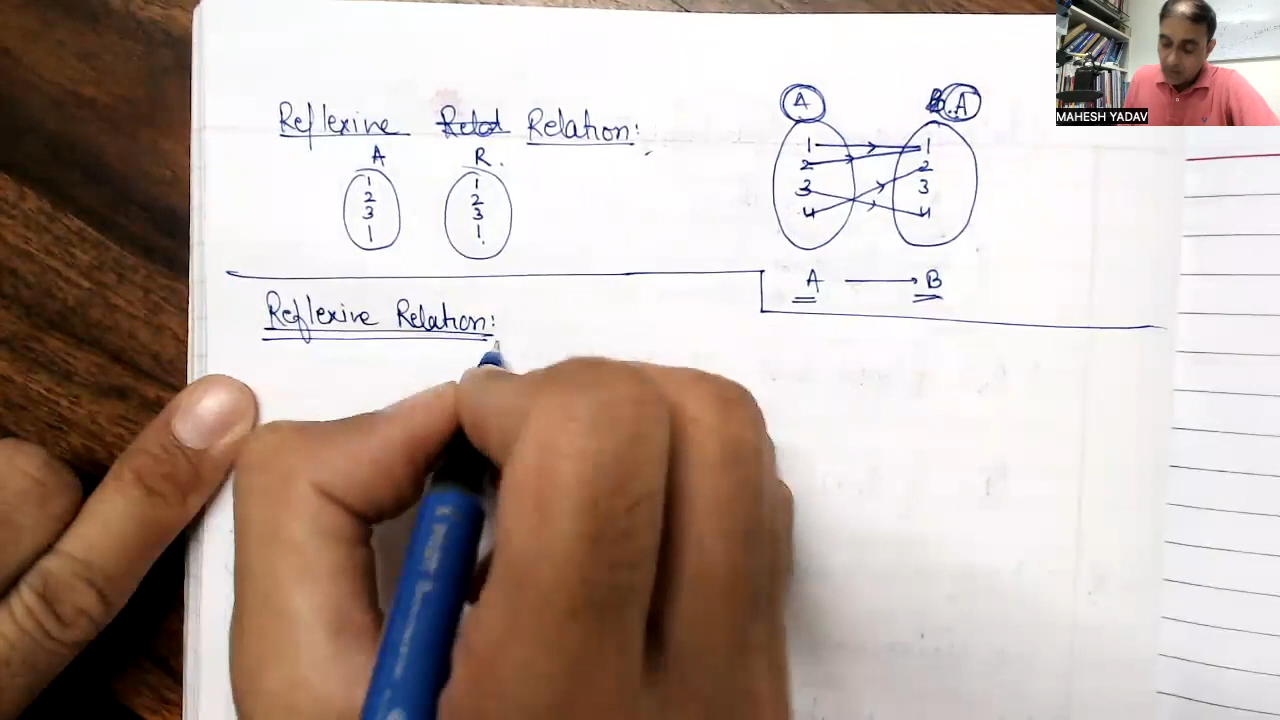 Reflexive Relation:
A R.
1 1
2 2
3 3
1 1
A B.A
1 1
2 2
3 3
4 4
A → B
Reflexive Relation:
MAHESH YADAV